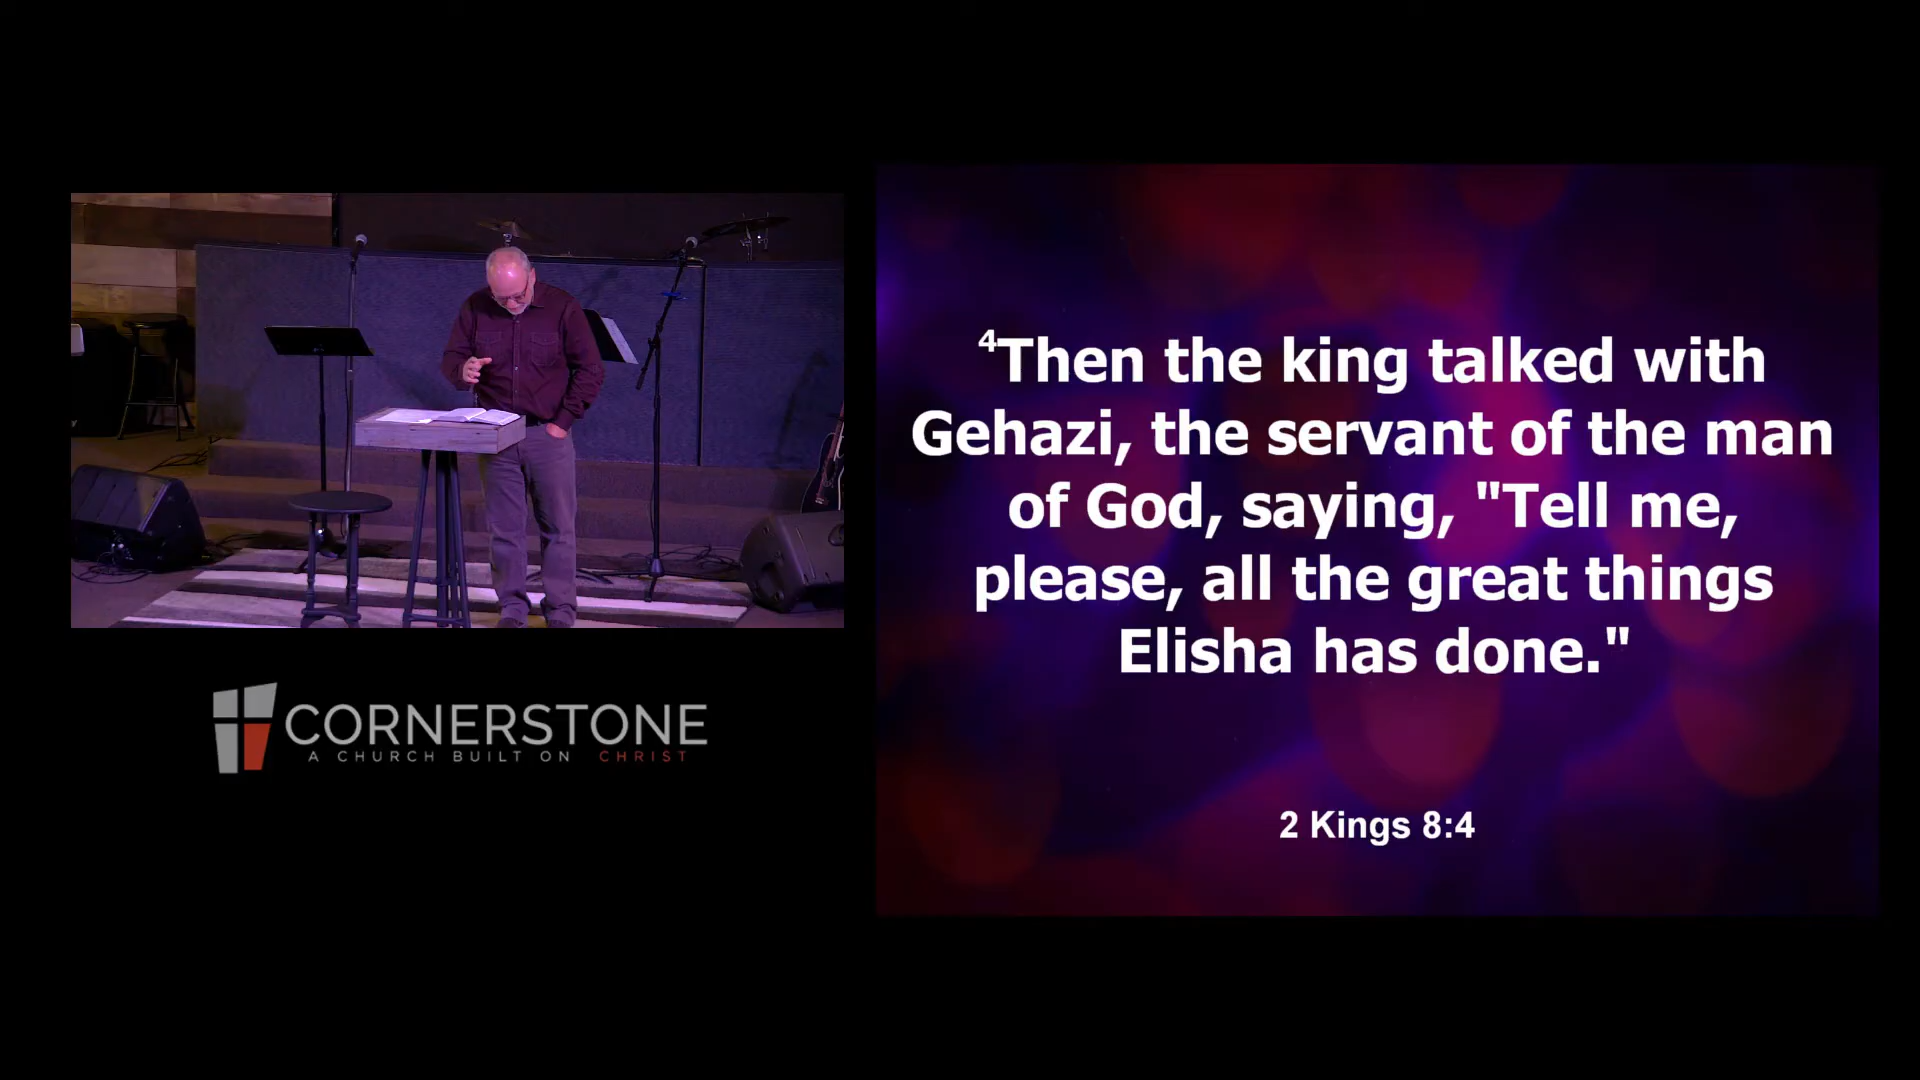 CORNERSTONE
A CHURCH BUILT ON CHRIST
4Then the king talked with
Gehazi, the servant of the man
of God, saying, "Tell me,
please, all the great things
Elisha has done."
2 Kings 8:4